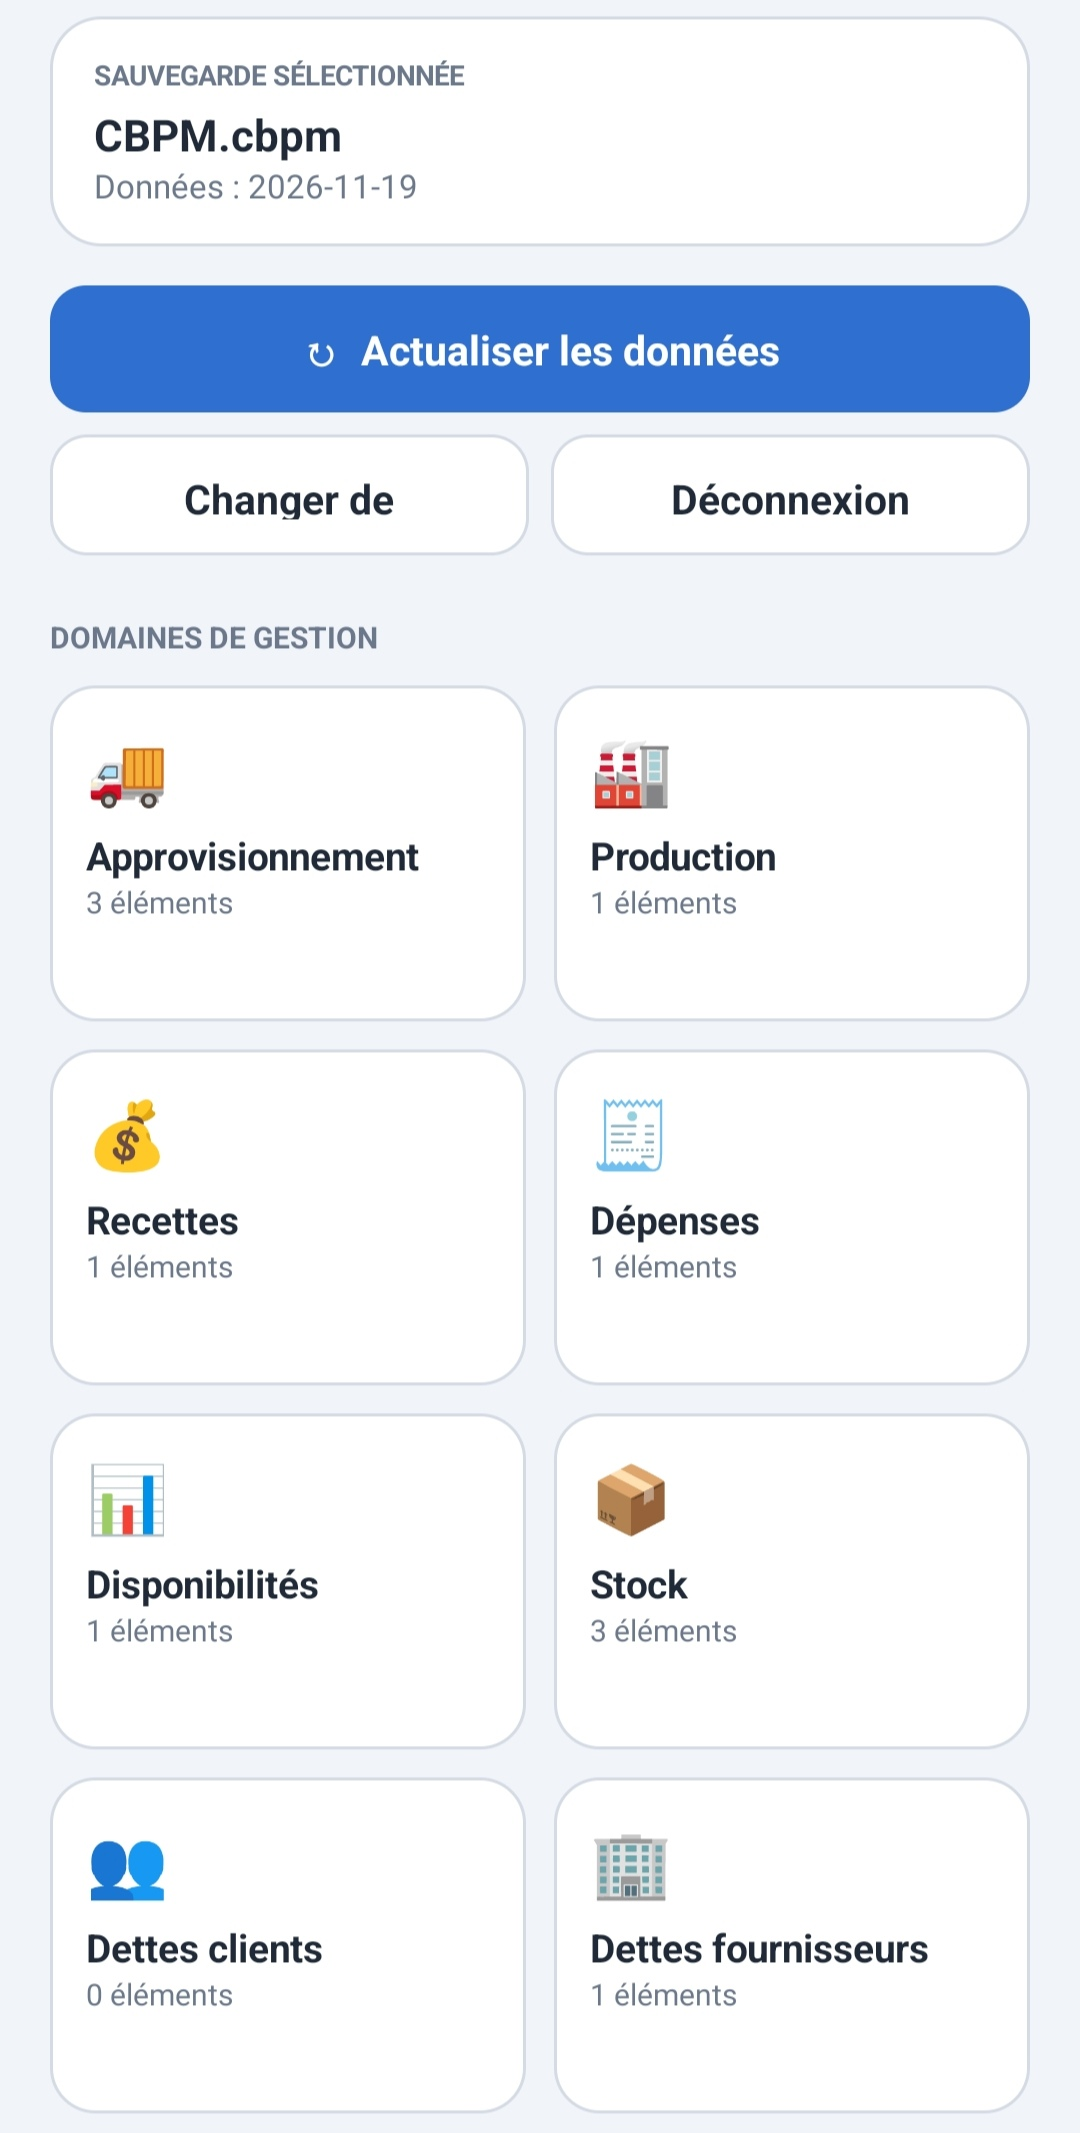 SAUVEGARDE SÉLECTIONNÉE
CBPM.cbpm
Données : 2026-11-19
↻ Actualiser les données
Changer de
Déconnexion
DOMAINES DE GESTION
Approvisionnement
3 éléments
Production
1 éléments
Recettes
1 éléments
Dépenses
1 éléments
Disponibilités
1 éléments
Stock
3 éléments
Dettes clients
0 éléments
Dettes fournisseurs
1 éléments